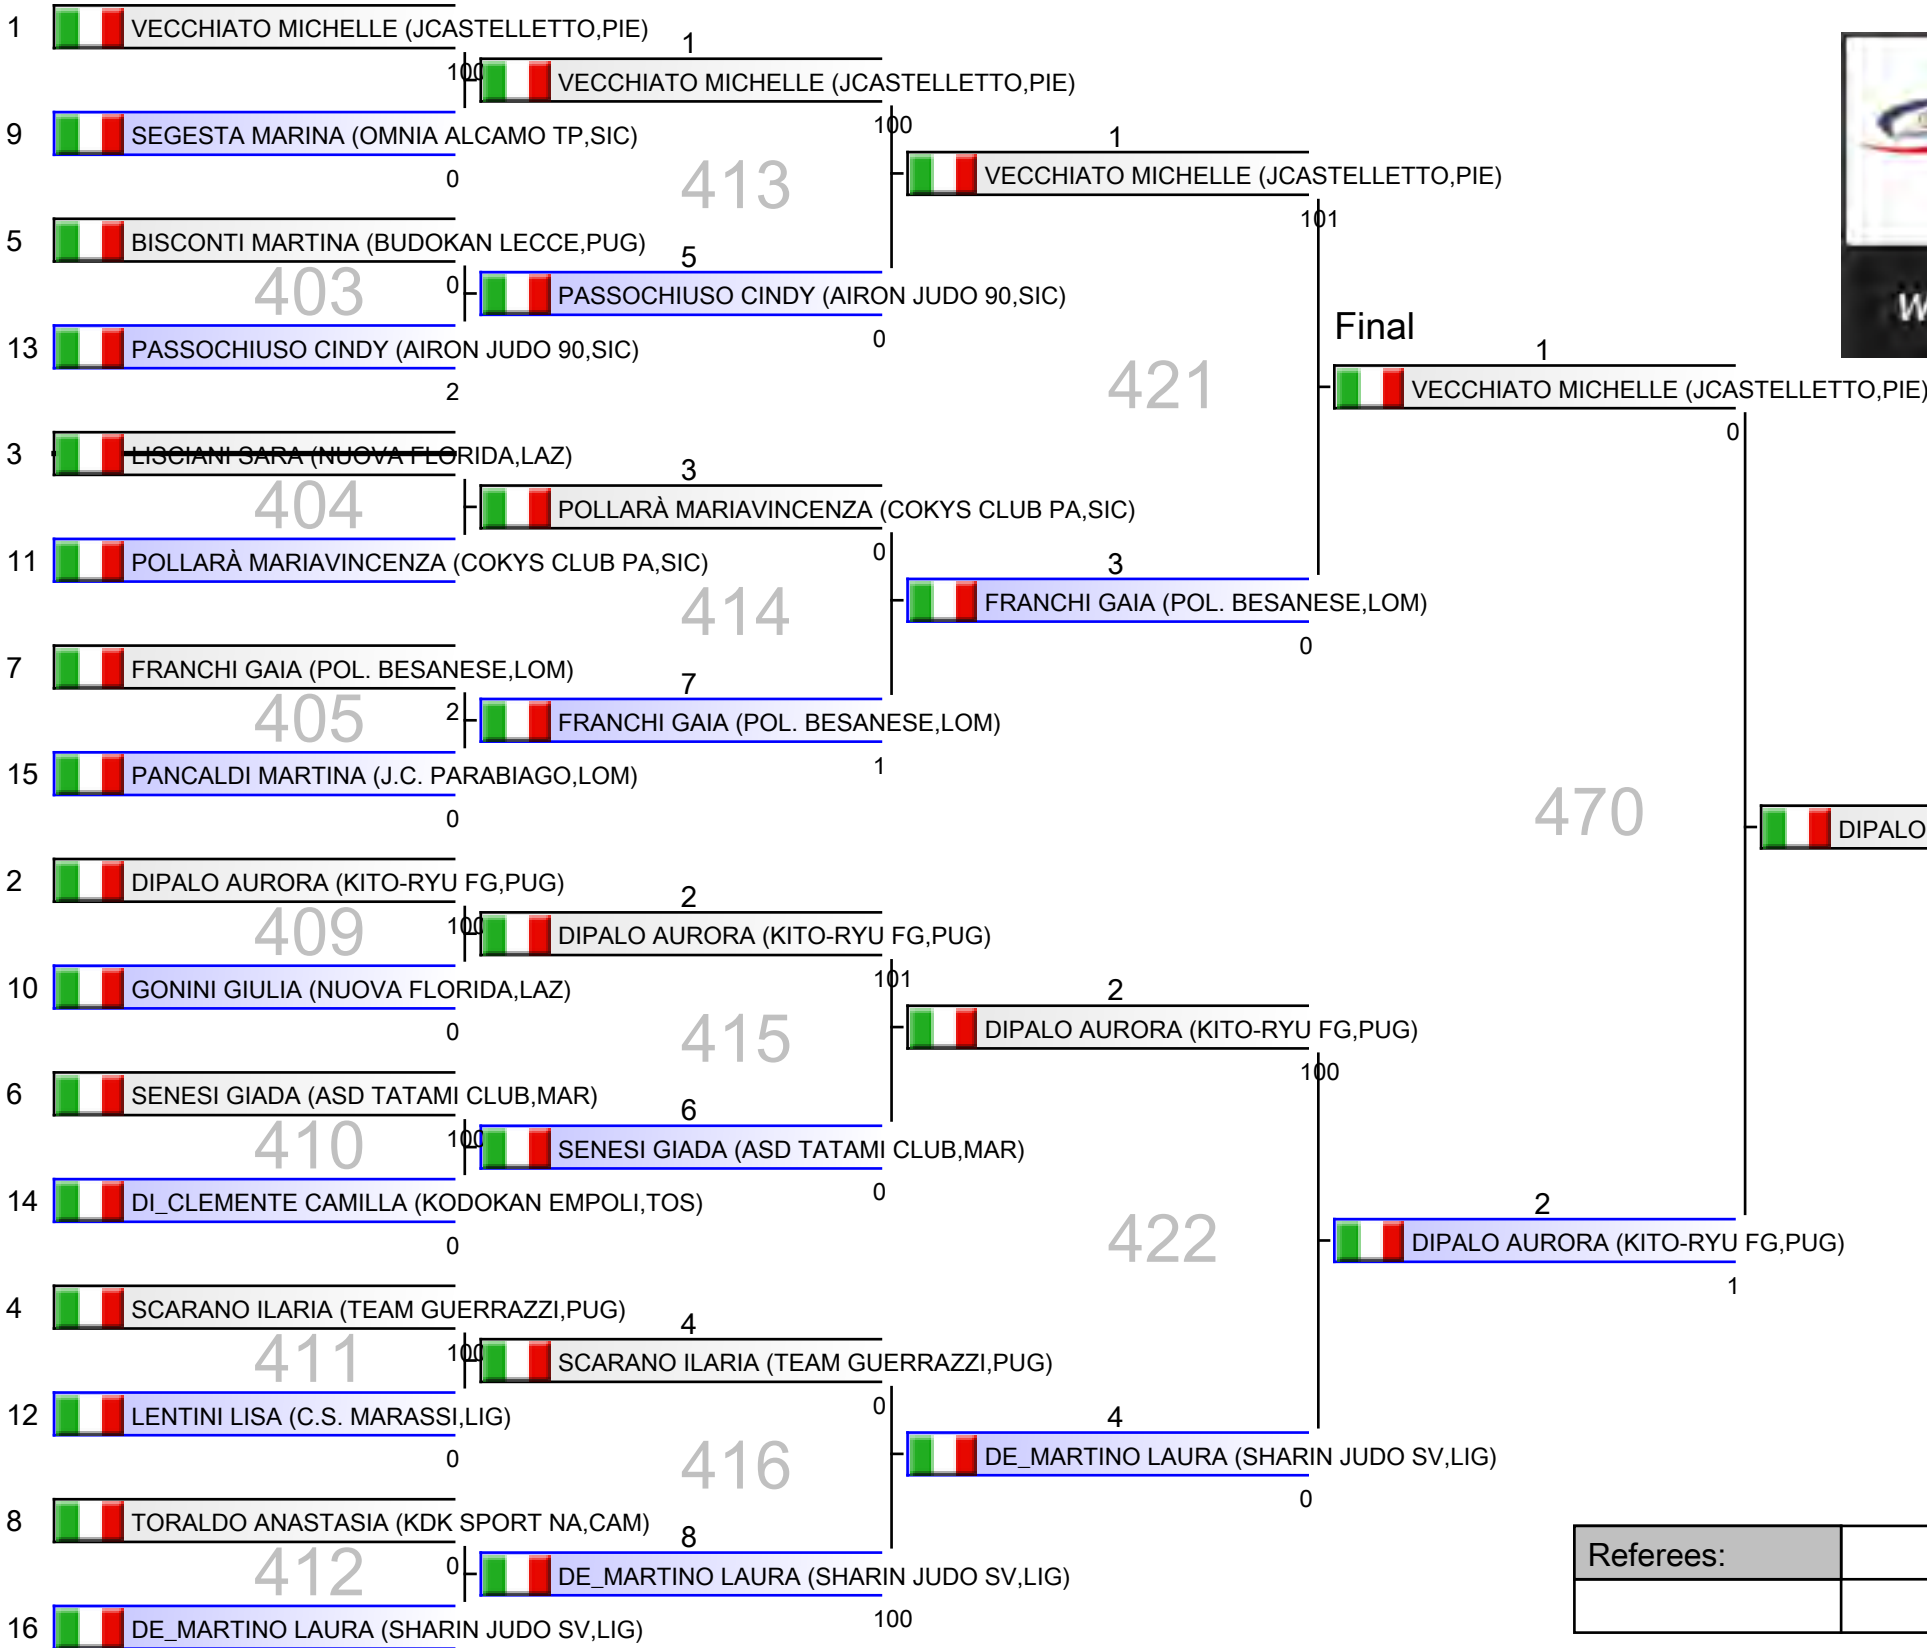 1 VECCHIATO MICHELLE (JCASTELLETTO,PIE)
1
100 VECCHIATO MICHELLE (JCASTELLETTO,PIE)
9 SEGESTA MARINA (OMNIA ALCAMO TP,SIC)
0
100
1
413
VECCHIATO MICHELLE (JCASTELLETTO,PIE)
101
5 BISCONTI MARTINA (BUDOKAN LECCE,PUG)
5
403
0 PASSOCHIUSO CINDY (AIRON JUDO 90,SIC)
0
13 PASSOCHIUSO CINDY (AIRON JUDO 90,SIC)
2
W
Final
1
421
VECCHIATO MICHELLE (JCASTELLETTO,PIE)
0
3 LISCIANI SARA (NUOVA FLORIDA,LAZ)
3
404
POLLARÀ MARIAVINCENZA (COKYS CLUB PA,SIC)
0
11 POLLARÀ MARIAVINCENZA (COKYS CLUB PA,SIC)
3
414
FRANCHI GAIA (POL. BESANESE,LOM)
0
7 FRANCHI GAIA (POL. BESANESE,LOM)
7
405
2 FRANCHI GAIA (POL. BESANESE,LOM)
1
15 PANCALDI MARTINA (J.C. PARABIAGO,LOM)
0
470
DIPALO
2 DIPALO AURORA (KITO-RYU FG,PUG)
2
409
100 DIPALO AURORA (KITO-RYU FG,PUG)
101
10 GONINI GIULIA (NUOVA FLORIDA,LAZ)
0
2
415
DIPALO AURORA (KITO-RYU FG,PUG)
100
6 SENESI GIADA (ASD TATAMI CLUB,MAR)
6
410
100 SENESI GIADA (ASD TATAMI CLUB,MAR)
0
14 DI_CLEMENTE CAMILLA (KODOKAN EMPOLI,TOS)
0
422
2
DIPALO AURORA (KITO-RYU FG,PUG)
1
4 SCARANO ILARIA (TEAM GUERRAZZI,PUG)
4
411
100 SCARANO ILARIA (TEAM GUERRAZZI,PUG)
0
12 LENTINI LISA (C.S. MARASSI,LIG)
0
4
416
DE_MARTINO LAURA (SHARIN JUDO SV,LIG)
0
8 TORALDO ANASTASIA (KDK SPORT NA,CAM)
8
412
0 DE_MARTINO LAURA (SHARIN JUDO SV,LIG)
100
16 DE_MARTINO LAURA (SHARIN JUDO SV,LIG)
Referees: